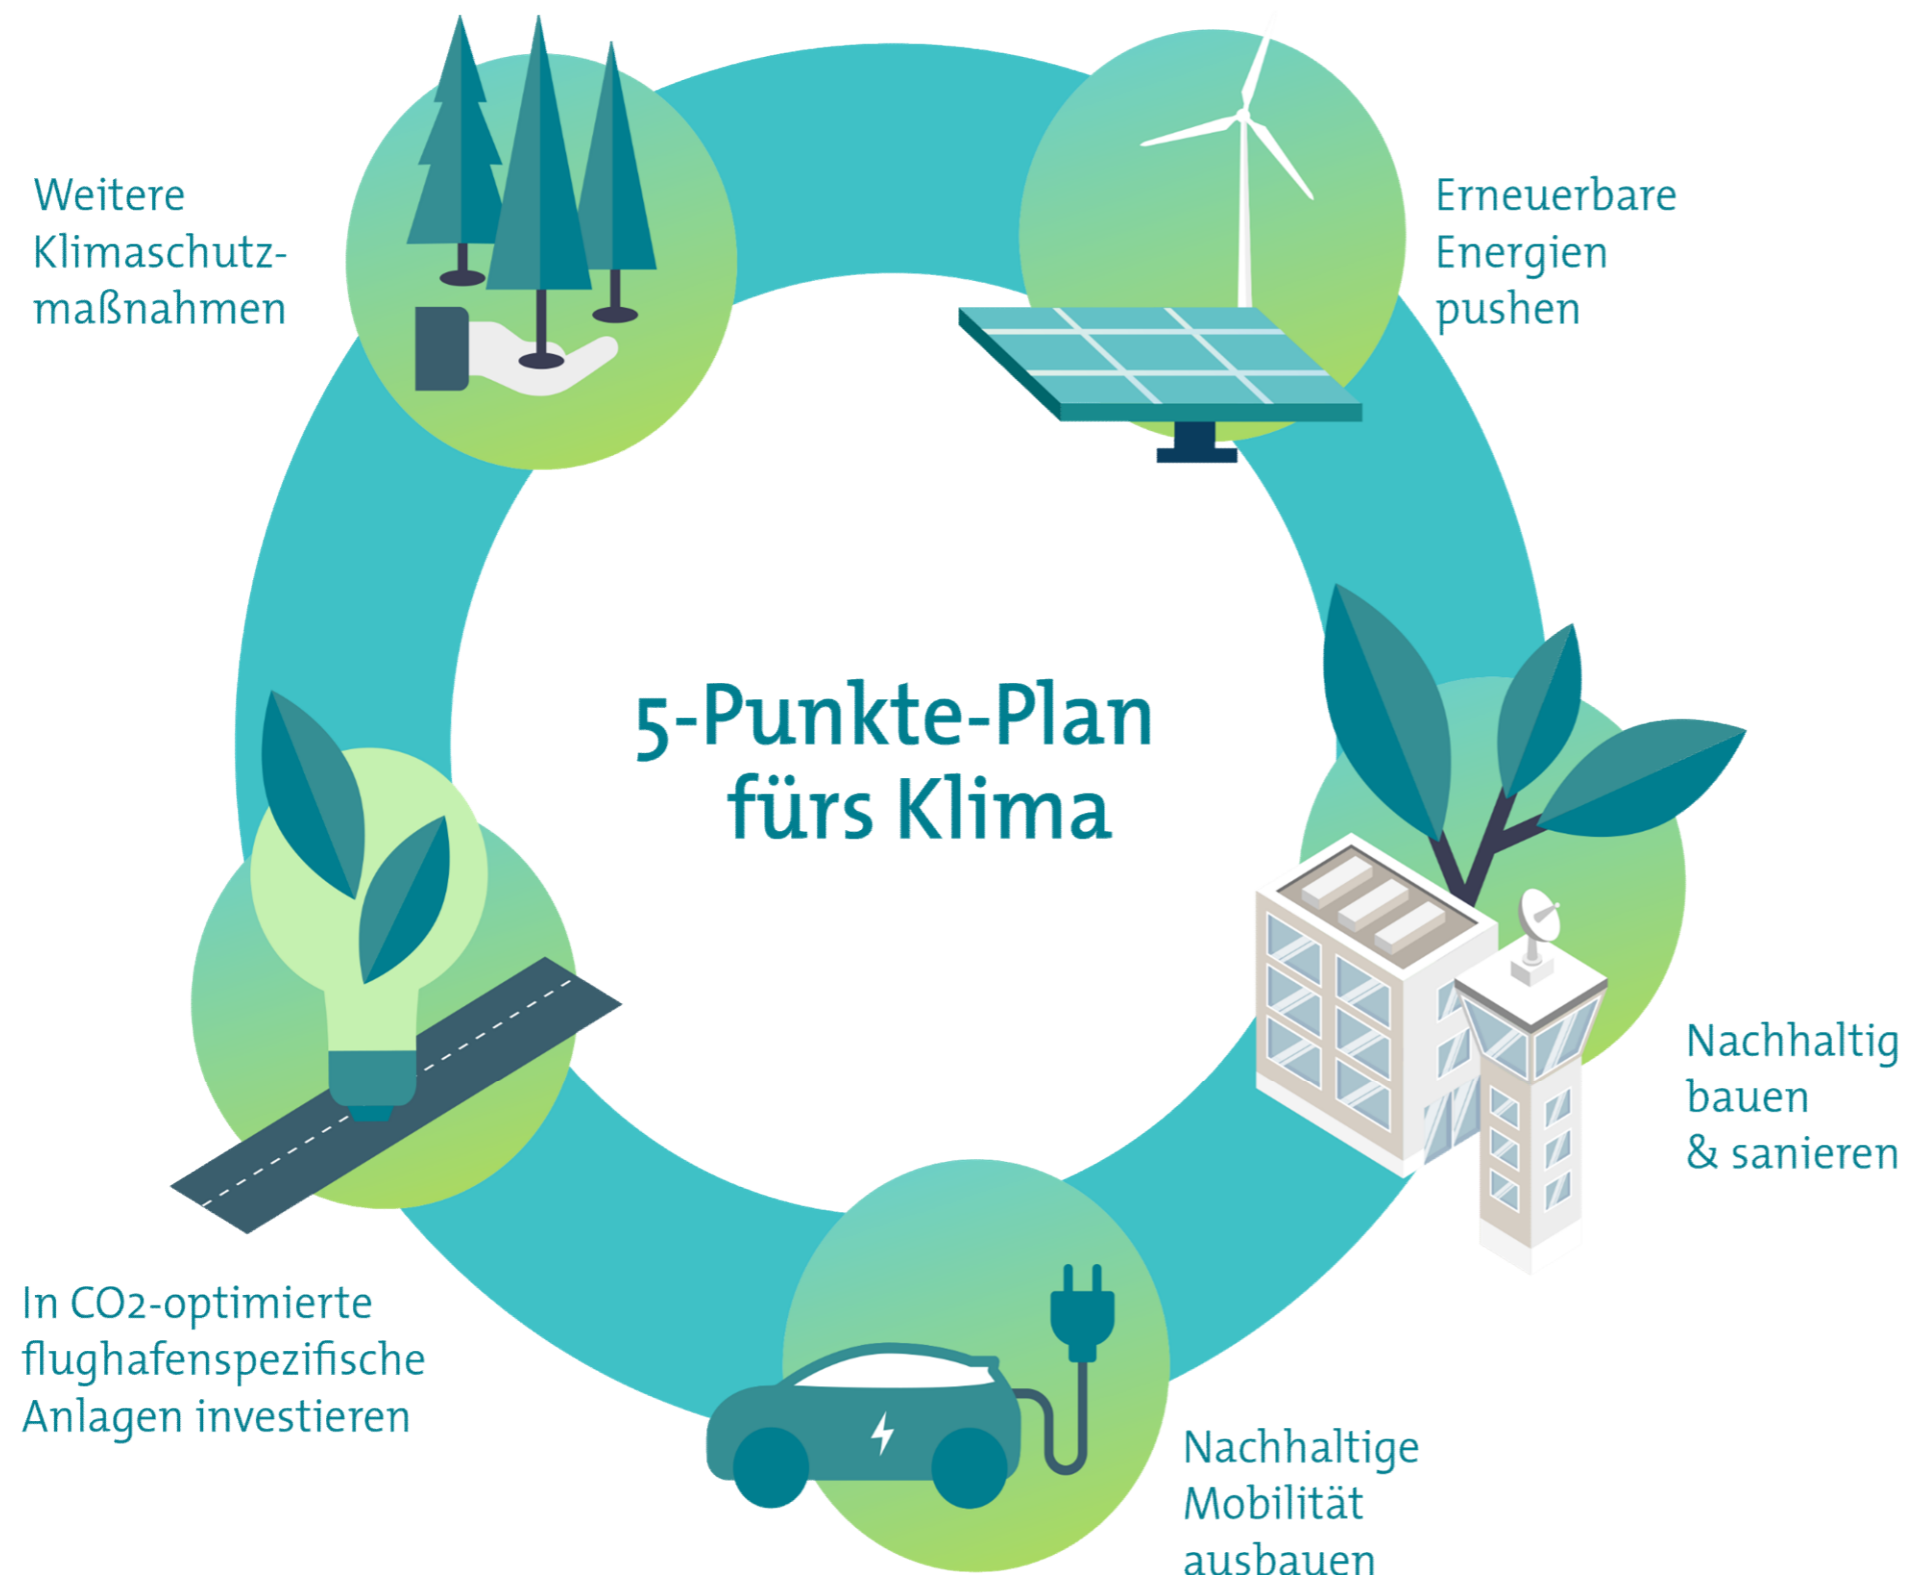 Weitere
Klimaschutz-
maßnahmen
Erneuerbare
Energien
pushen
5-Punkte-Plan
fürs Klima
Nachhaltig
bauen
& sanieren
In CO2-optimierte
flughafenspezifische
Anlagen investieren
Nachhaltige
Mobilität
ausbauen